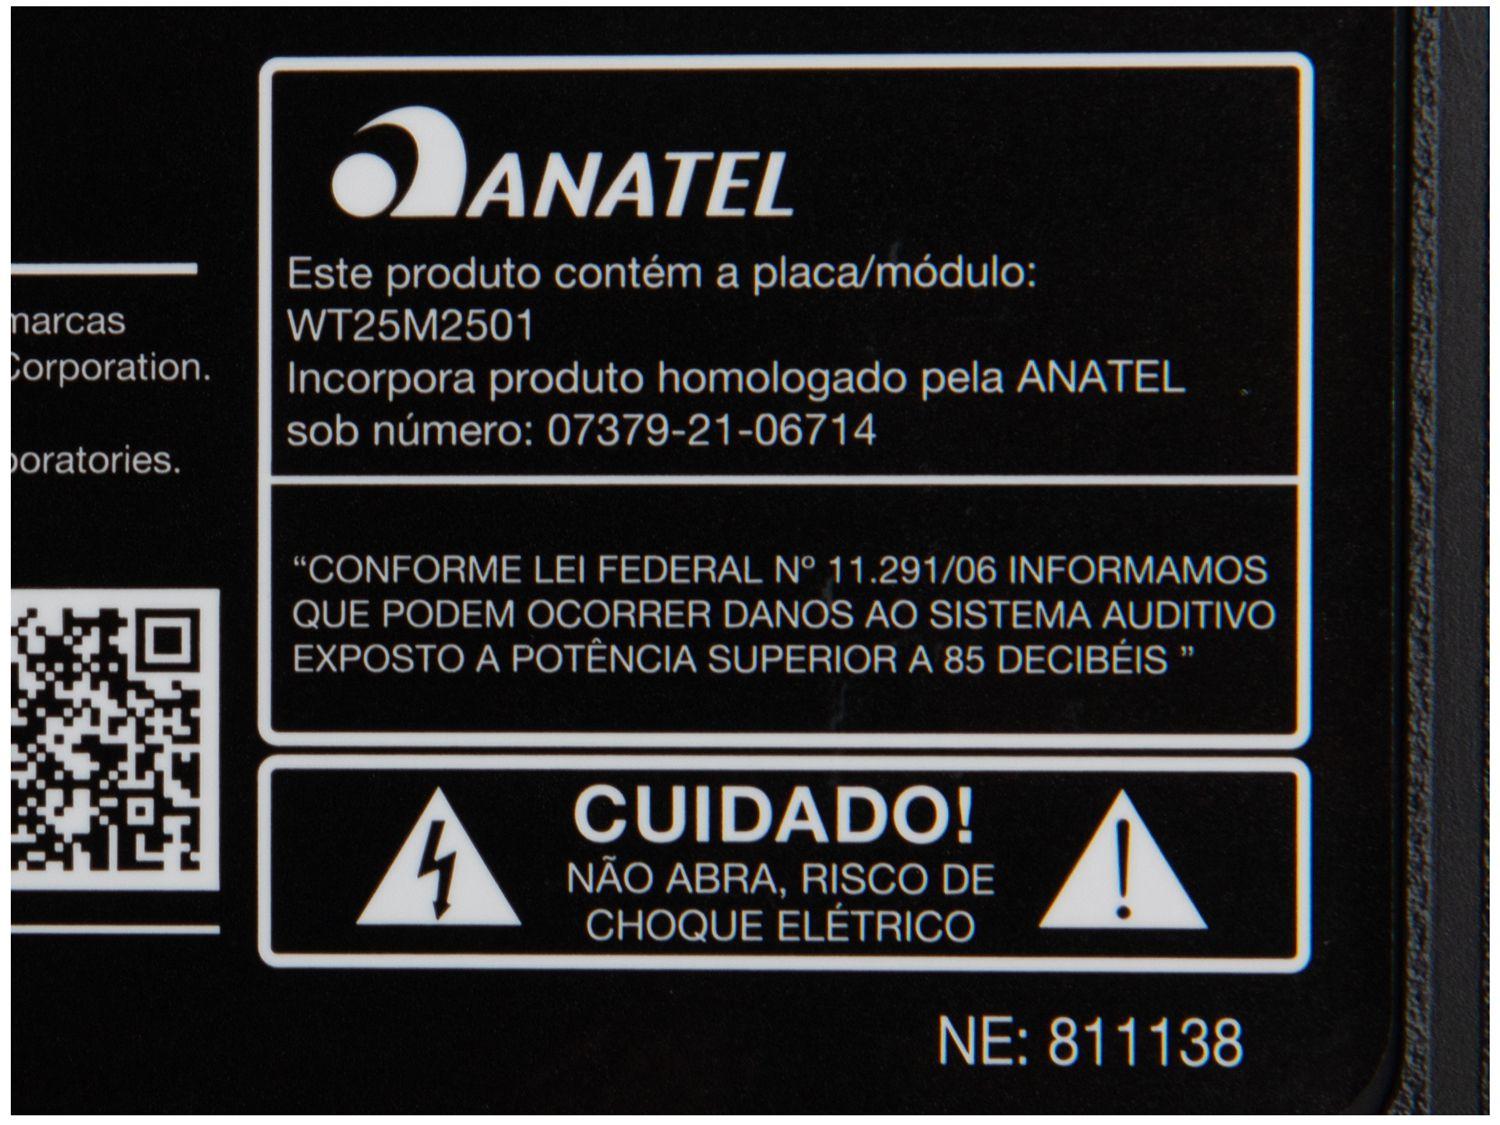 marcas
Corporation.
boratories.
ANATEL
Este produto contém a placa/módulo:
WT25M2501
Incorpora produto homologado pela ANATEL
sob número: 07379-21-06714
“CONFORME LEI FEDERAL Nº 11.291/06 INFORMAMOS
QUE PODEM OCORRER DANOS AO SISTEMA AUDITIVO
EXPOSTO A POTÊNCIA SUPERIOR A 85 DECIBÉIS ”
CUIDADO!
NÃO ABRA, RISCO DE
CHOQUE ELÉTRICO
NE: 811138